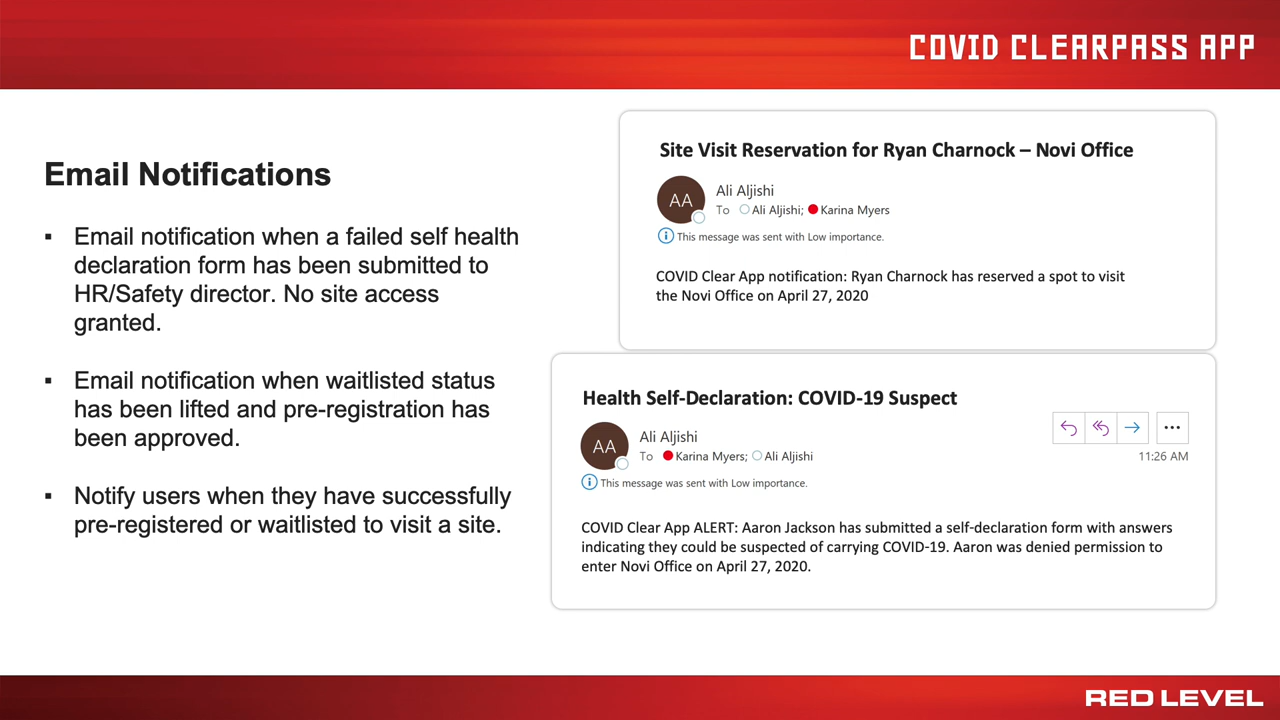 COVID CLEARPASS APP
Email Notifications
▪ Email notification when a failed self health
declaration form has been submitted to
HR/Safety director. No site access
granted.
▪ Email notification when waitlisted status
has been lifted and pre-registration has
been approved.
▪ Notify users when they have successfully
pre-registered or waitlisted to visit a site.
Site Visit Reservation for Ryan Charnock – Novi Office
AA
Ali Aljishi
To Ali Aljishi; Karina Myers
This message was sent with Low importance.
COVID Clear App notification: Ryan Charnock has reserved a spot to visit
the Novi Office on April 27, 2020
Health Self-Declaration: COVID-19 Suspect
AA
Ali Aljishi
To Karina Myers; Ali Aljishi
11:26 AM
This message was sent with Low importance.
COVID Clear App ALERT: Aaron Jackson has submitted a self-declaration form with answers
indicating they could be suspected of carrying COVID-19. Aaron was denied permission to
enter Novi Office on April 27, 2020.
RED LEVEL